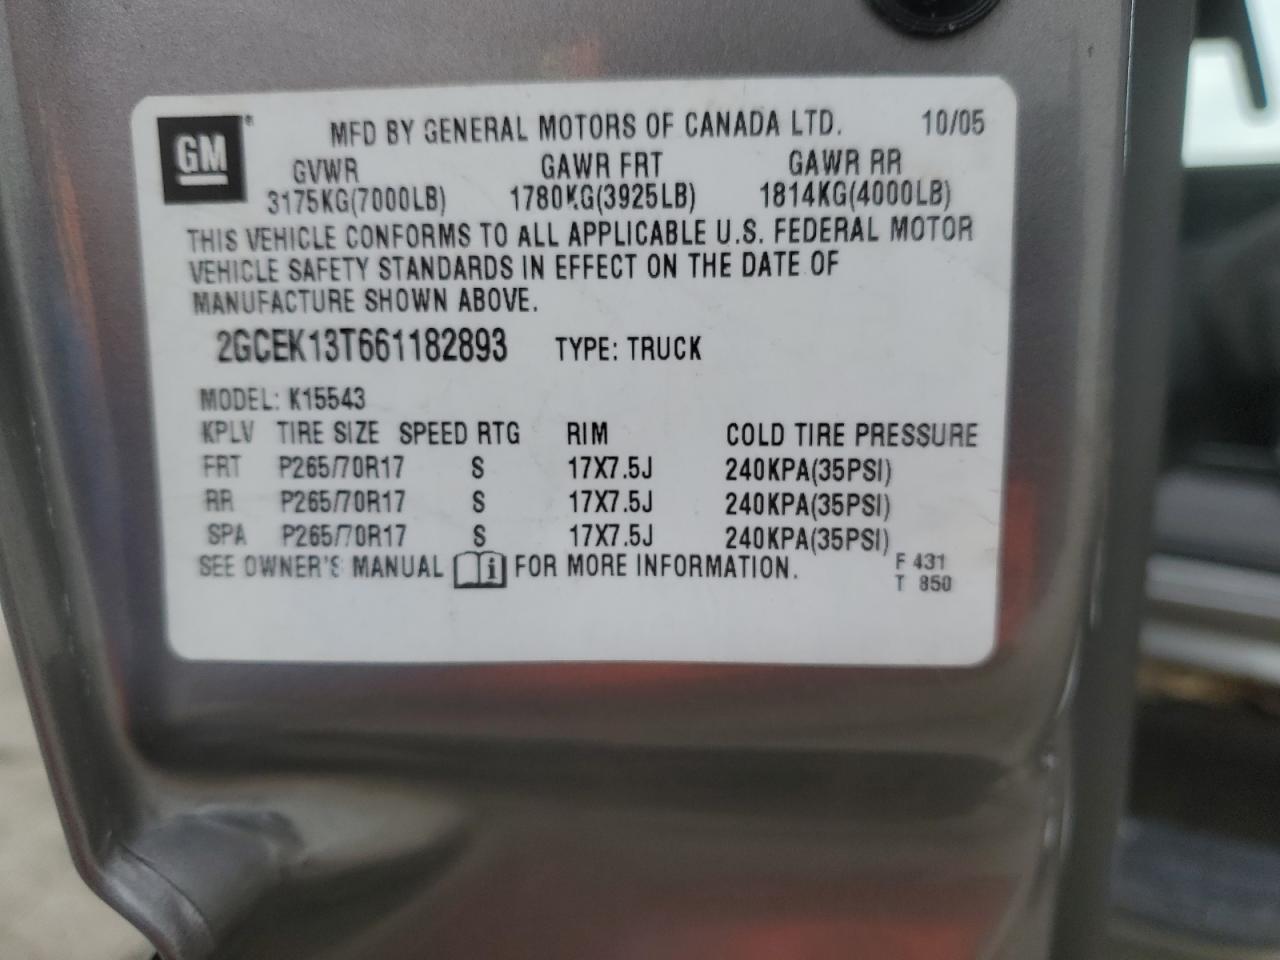 GM
MFD BY GENERAL MOTORS OF CANADA LTD. 10/05
GVWR GAWR FRT GAWR RR
3175KG(7000LB) 1780KG(3925LB) 1814KG(4000LB)
THIS VEHICLE CONFORMS TO ALL APPLICABLE U.S. FEDERAL MOTOR
VEHICLE SAFETY STANDARDS IN EFFECT ON THE DATE OF
MANUFACTURE SHOWN ABOVE.
2GCEK13T661182893 TYPE: TRUCK
MODEL: K15543
KPLV TIRE SIZE SPEED RTG RIM COLD TIRE PRESSURE
FRT P265/70R17 S 17X7.5J 240KPA(35PSI)
RR P265/70R17 S 17X7.5J 240KPA(35PSI)
SPA P265/70R17 S 17X7.5J 240KPA(35PSI)
SEE OWNER'S MANUAL i FOR MORE INFORMATION. F 431
T 850